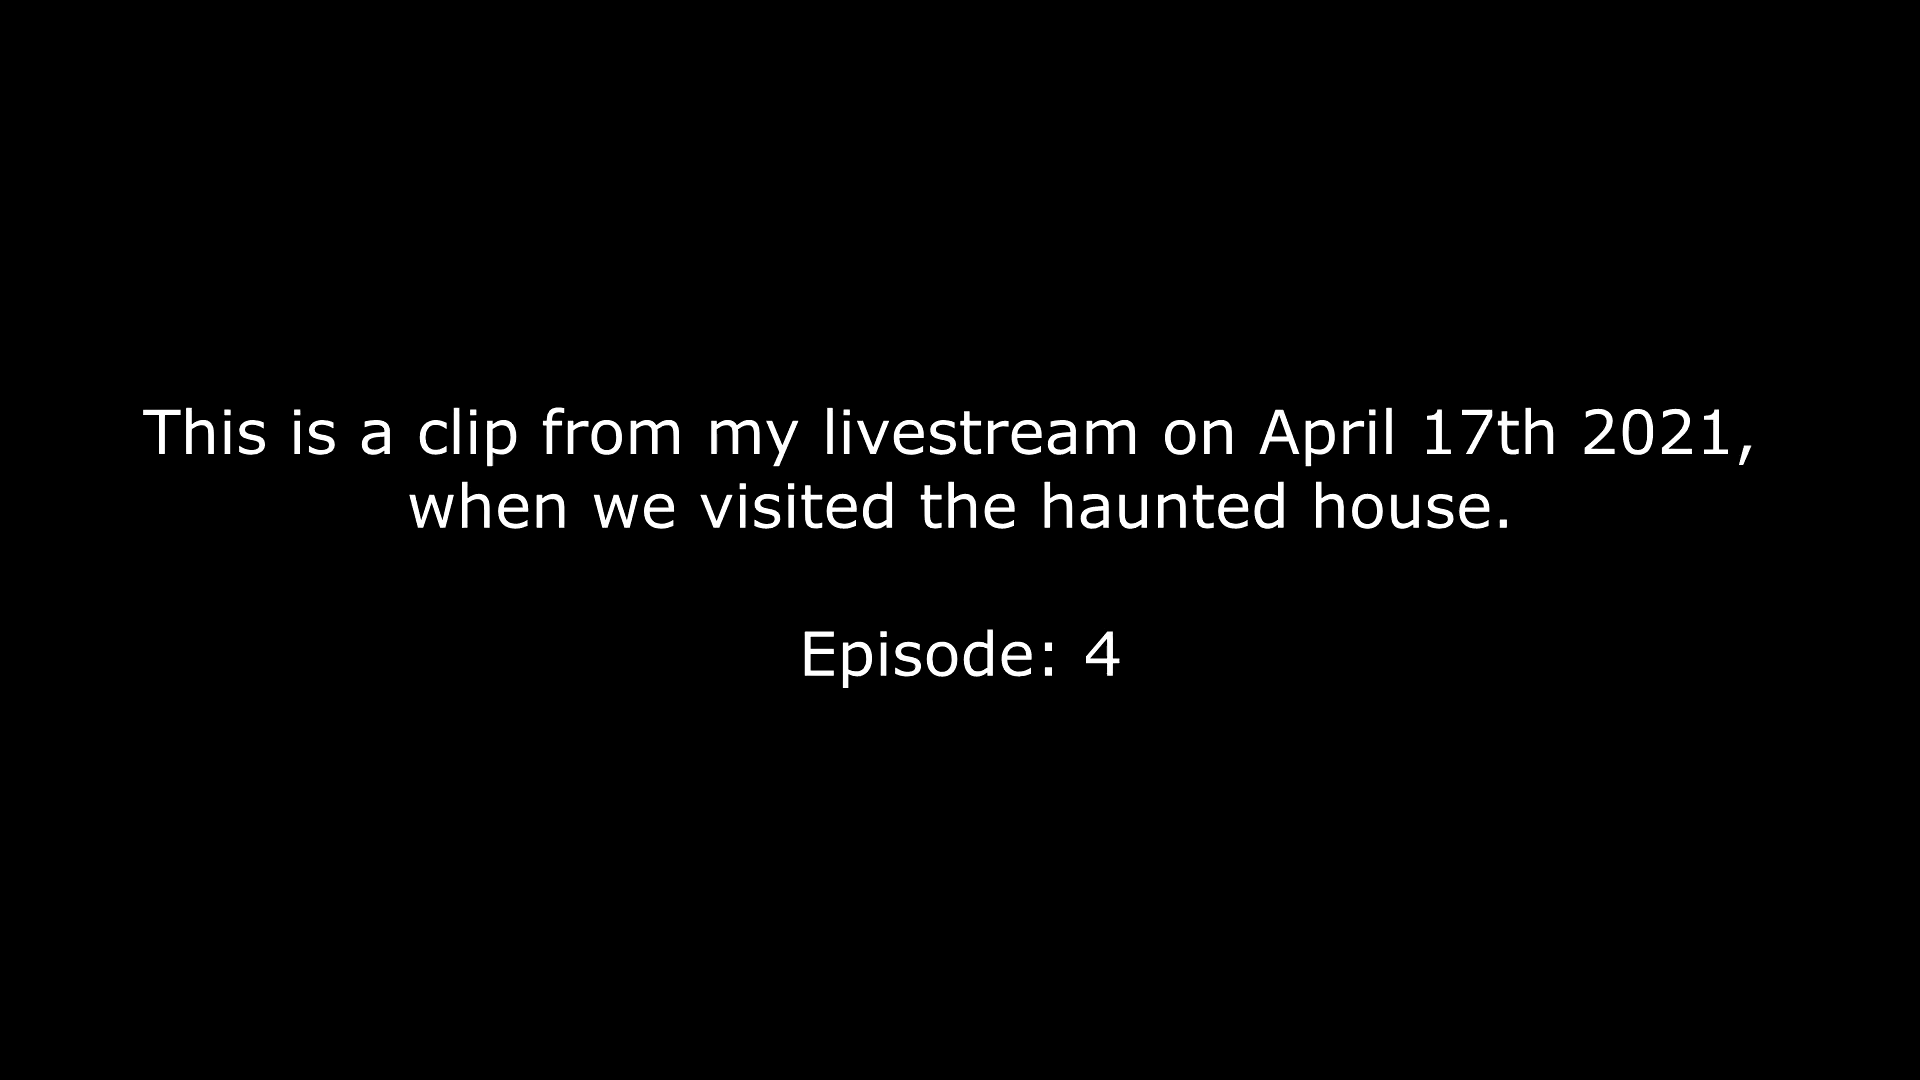 This is a clip from my livestream on April 17th 2021,
when we visited the haunted house.
Episode: 4